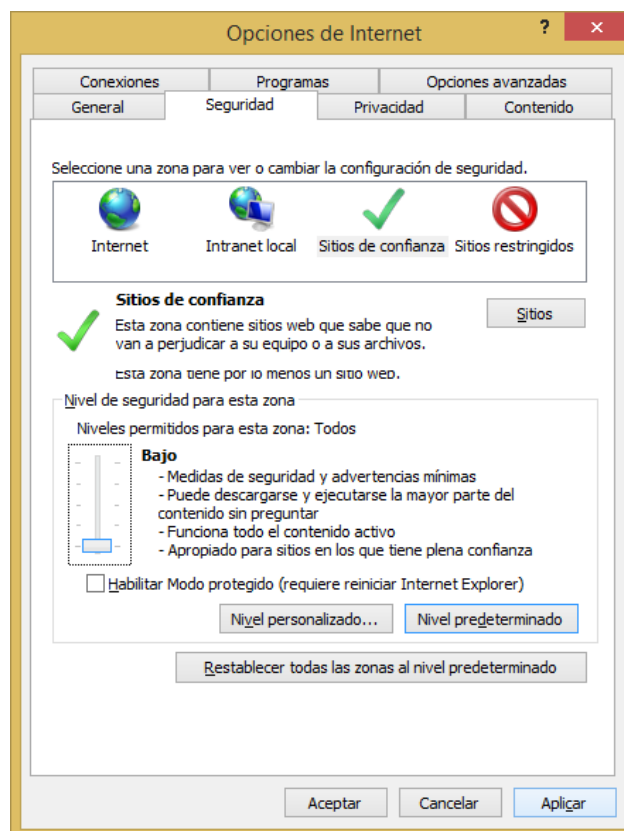 Opciones de Internet
?
Conexiones Programas Opciones avanzadas
General Seguridad Privacidad Contenido
Seleccione una zona para ver o cambiar la configuración de seguridad.
Internet Intranet local Sitios de confianza Sitios restringidos
Sitios de confianza
Sitios
Esta zona contiene sitios web que sabe que no
van a perjudicar a su equipo o a sus archivos.
Esta zona tiene por lo menos un sitio web.
Nivel de seguridad para esta zona
Niveles permitidos para esta zona: Todos
Bajo
- Medidas de seguridad y advertencias mínimas
- Puede descargarse y ejecutarse la mayor parte del
contenido sin preguntar
- Funciona todo el contenido activo
- Apropiado para sitios en los que tiene plena confianza
Habilitar Modo protegido (requiere reiniciar Internet Explorer)
Nivel personalizado... Nivel predeterminado
Restablecer todas las zonas al nivel predeterminado
Aceptar Cancelar Aplicar